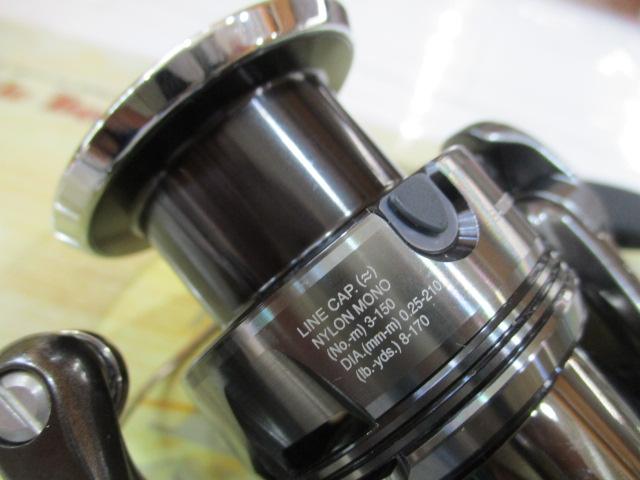 LINE CAP. (≈)
NYLON MONO
(No.-m) 3-150
DIA.(mm-m) 0.25-210
(lb.-yds.) 8-170